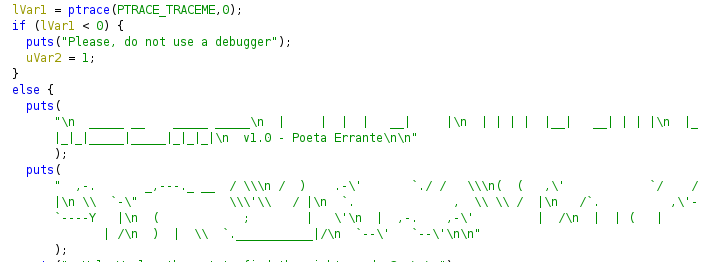 lVar1 = ptrace(PTRACE_TRACEME,0);
if (lVar1 < 0) {
  puts("Please, do not use a debugger");
  uVar2 = 1;
}
else {
  puts(
      "\n  _____ __    _____ _____\n  |     |  |  |   __|     |\n  | | | |  |__|   __| | | |\n  |_
      |_|_|_____|_____|_|_|_|\n  v1.0 - Poeta Errante\n\n"
      );
  puts(
      "  ,-.       _,---._ __  / \\\n /  )    .-\'       `./ /   \\\n(  (   ,\'            `/    /
      |\n \\  `-\"             \\\'\\   / |\n  `.              ,  \\ \\ /  |\n   /`.          ,\'-
      `----Y   |\n  (            ;        |   \'\n  |  ,-.    ,-\'         |  /\n  |  | (   |
             | /\n  )  |  \\  `.___________|/\n  `--\'   `--\'\n\n"
      );